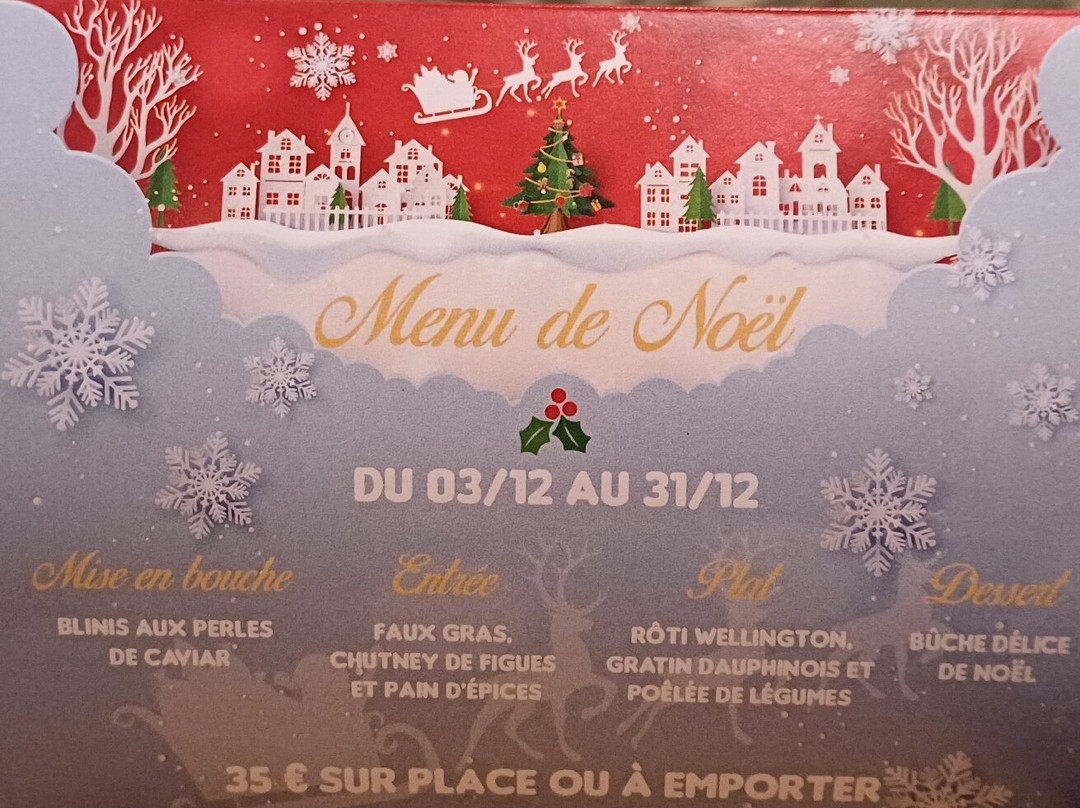 Menu de Noël
DU 03/12 AU 31/12
Mise en bouche
BLINIS AUX PERLES
DE CAVIAR
Entrée
FAUX GRAS,
CHUTNEY DE FIGUES
ET PAIN D'ÉPICES
Plat
RÔTI WELLINGTON,
GRATIN DAUPHINOIS ET
POÊLÉE DE LÉGUMES
Dessert
BÛCHE DÉLICE
DE NOËL
35 € SUR PLACE OU À EMPORTER